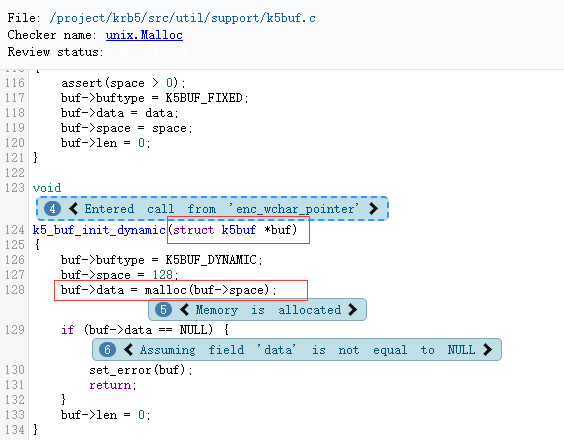 File: /project/krb5/src/util/support/k5buf.c
Checker name: unix.Malloc
Review status:
115 {
116 assert(space > 0);
117 buf->buftype = K5BUF_FIXED;
118 buf->data = data;
119 buf->space = space;
120 buf->len = 0;
121 }
122
123 void
4 Entered call from 'enc_wchar_pointer'
124 k5_buf_init_dynamic(struct k5buf *buf)
125 {
126 buf->buftype = K5BUF_DYNAMIC;
127 buf->space = 128;
128 buf->data = malloc(buf->space);
5 Memory is allocated
129 if (buf->data == NULL) {
6 Assuming field 'data' is not equal to NULL
130 set_error(buf);
131 return;
132 }
133 buf->len = 0;
134 }